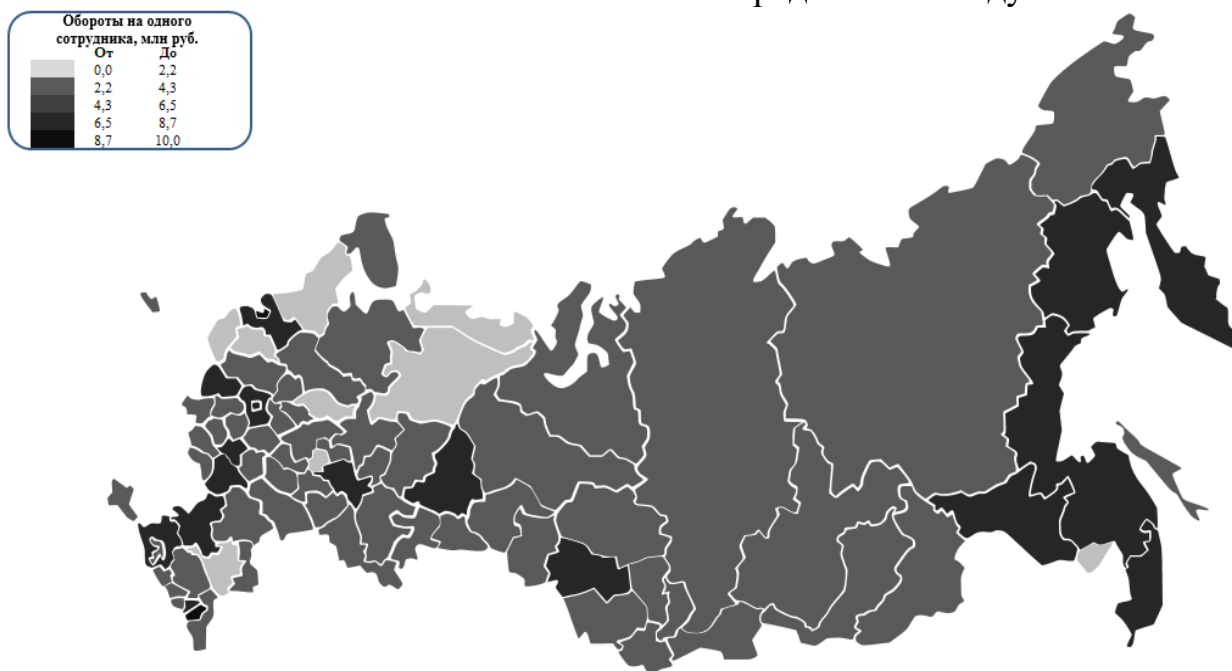 Обороты на одного
сотрудника, млн руб.
От До
0,0 2,2
2,2 4,3
4,3 6,5
6,5 8,7
8,7 10,0